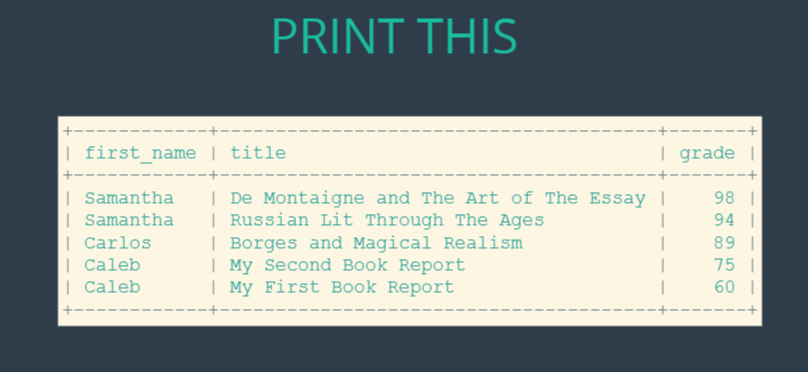 PRINT THIS
+------------+-------------------------------------+-------+
| first_name | title                               | grade |
+------------+-------------------------------------+-------+
| Samantha   | De Montaigne and The Art of The Essay |    98 |
| Samantha   | Russian Lit Through The Ages        |    94 |
| Carlos     | Borges and Magical Realism          |    89 |
| Caleb      | My Second Book Report               |    75 |
| Caleb      | My First Book Report                |    60 |
+------------+-------------------------------------+-------+